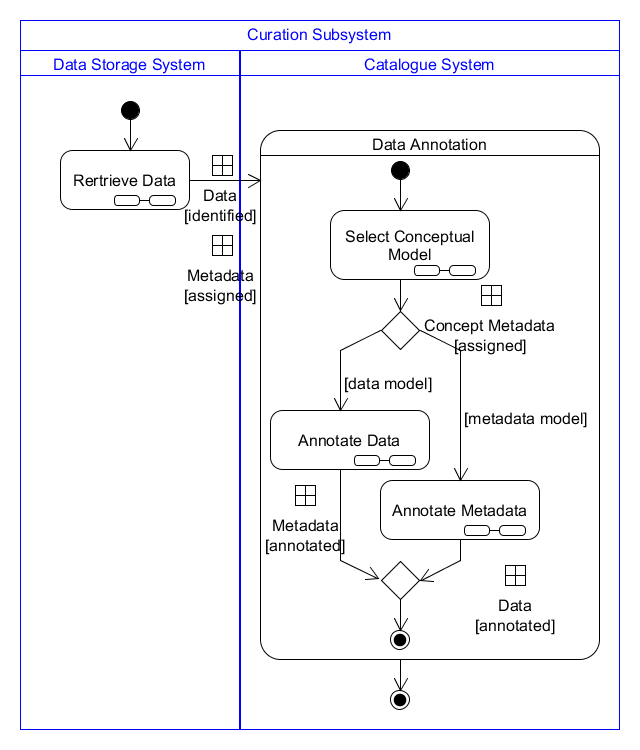 Curation Subsystem
Data Storage System
Catalogue System
Data Annotation
Rertrieve Data
Data
[identified]
Metadata
[assigned]
Select Conceptual
Model
Concept Metadata
[assigned]
[data model]
[metadata model]
Annotate Data
Metadata
[annotated]
Annotate Metadata
Data
[annotated]